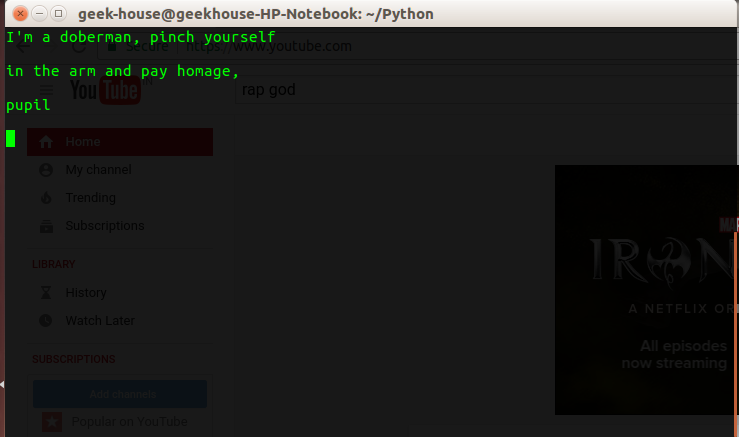 geek-house@geekhouse-HP-Notebook: ~/Python
I'm a doberman, pinch yourself
in the arm and pay homage,
pupil
Secure
https://www.youtube.com
YouTube
rap god
Home
My channel
Trending
Subscriptions
LIBRARY
History
Watch Later
SUBSCRIPTIONS
Add channels
Popular on YouTube
IRON
A NETFLIX
All episodes
now streaming